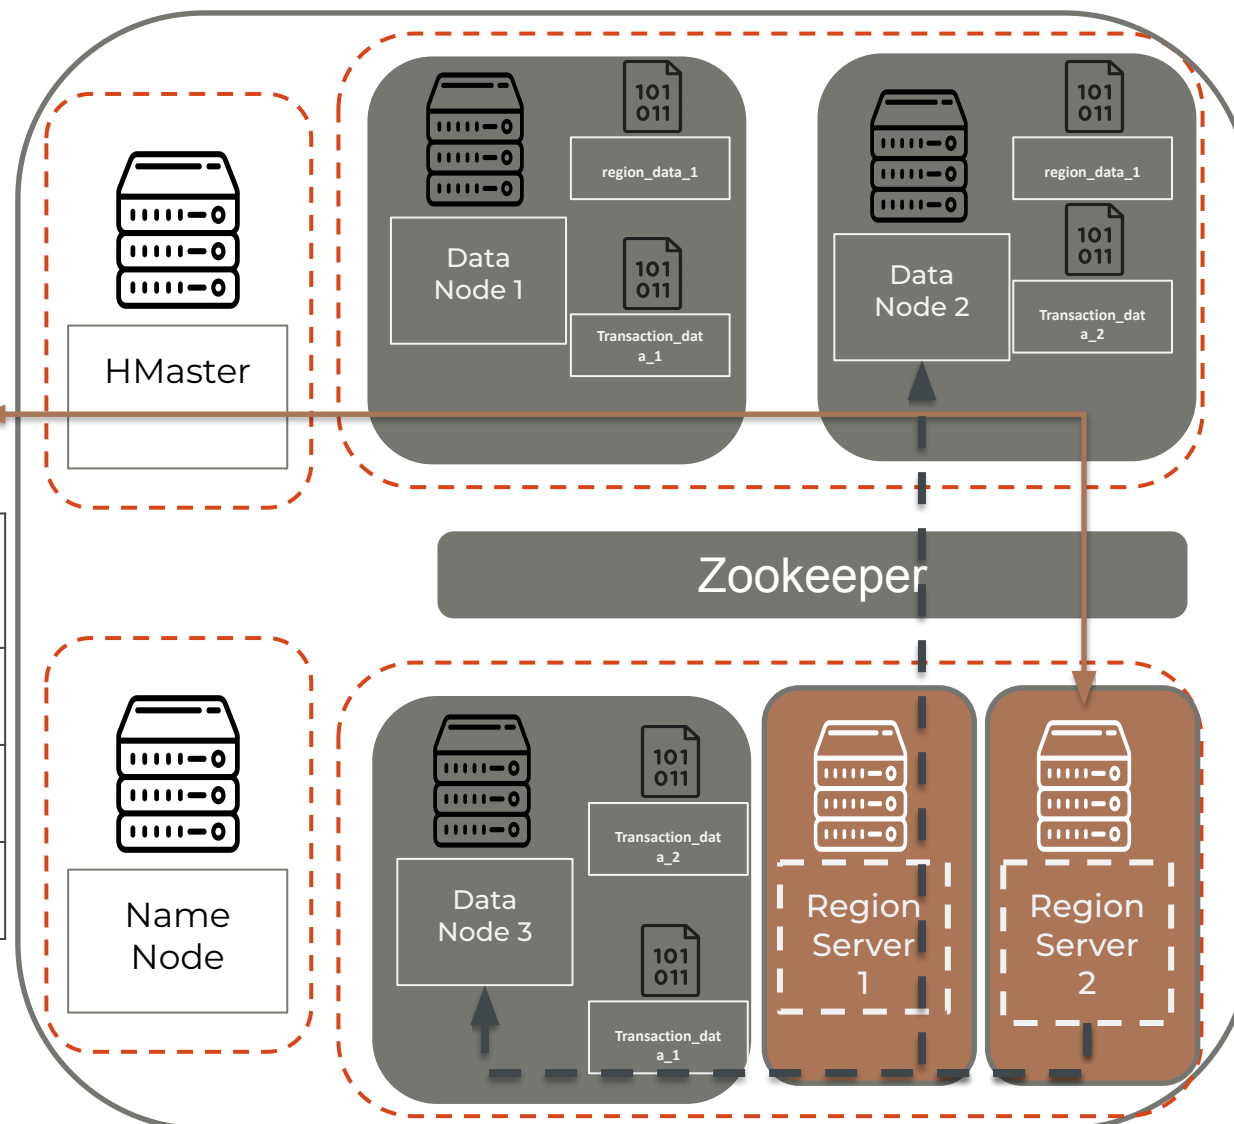 101
011
region_data_1
Data
Node 1
101
011
Transaction_dat
a_1
101
011
region_data_1
Data
Node 2
101
011
Transaction_dat
a_2
HMaster
Zookeeper
Name
Node
101
011
Transaction_dat
a_2
Data
Node 3
101
011
Transaction_dat
a_1
Region
Server
1
Region
Server
2